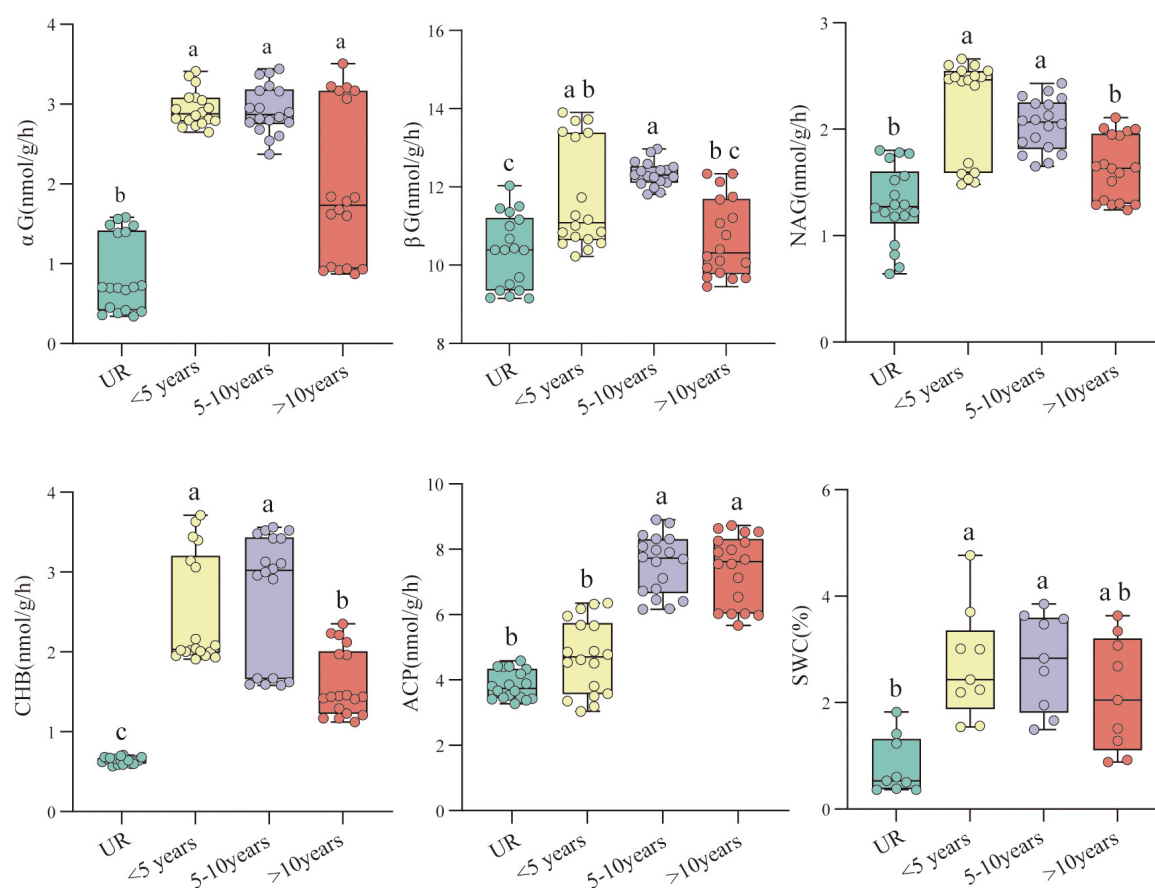 α G(nmol/g/h)
4
3
2
1
0
b
a
a
a
UR
<5 years
5-10years
>10years
β G(nmol/g/h)
16
14
12
10
8
c
a b
a
b c
UR
<5 years
5-10years
>10years
NAG(nmol/g/h)
3
2
1
0
b
a
a
b
UR
<5 years
5-10years
>10years
CHB(nmol/g/h)
4
3
2
1
0
c
a
a
b
UR
<5 years
5-10years
>10years
ACP(nmol/g/h)
10
8
6
4
2
0
b
b
a
a
UR
<5 years
5-10years
>10years
SWC(%)
6
4
2
0
b
a
a
a b
UR
<5 years
5-10years
>10years